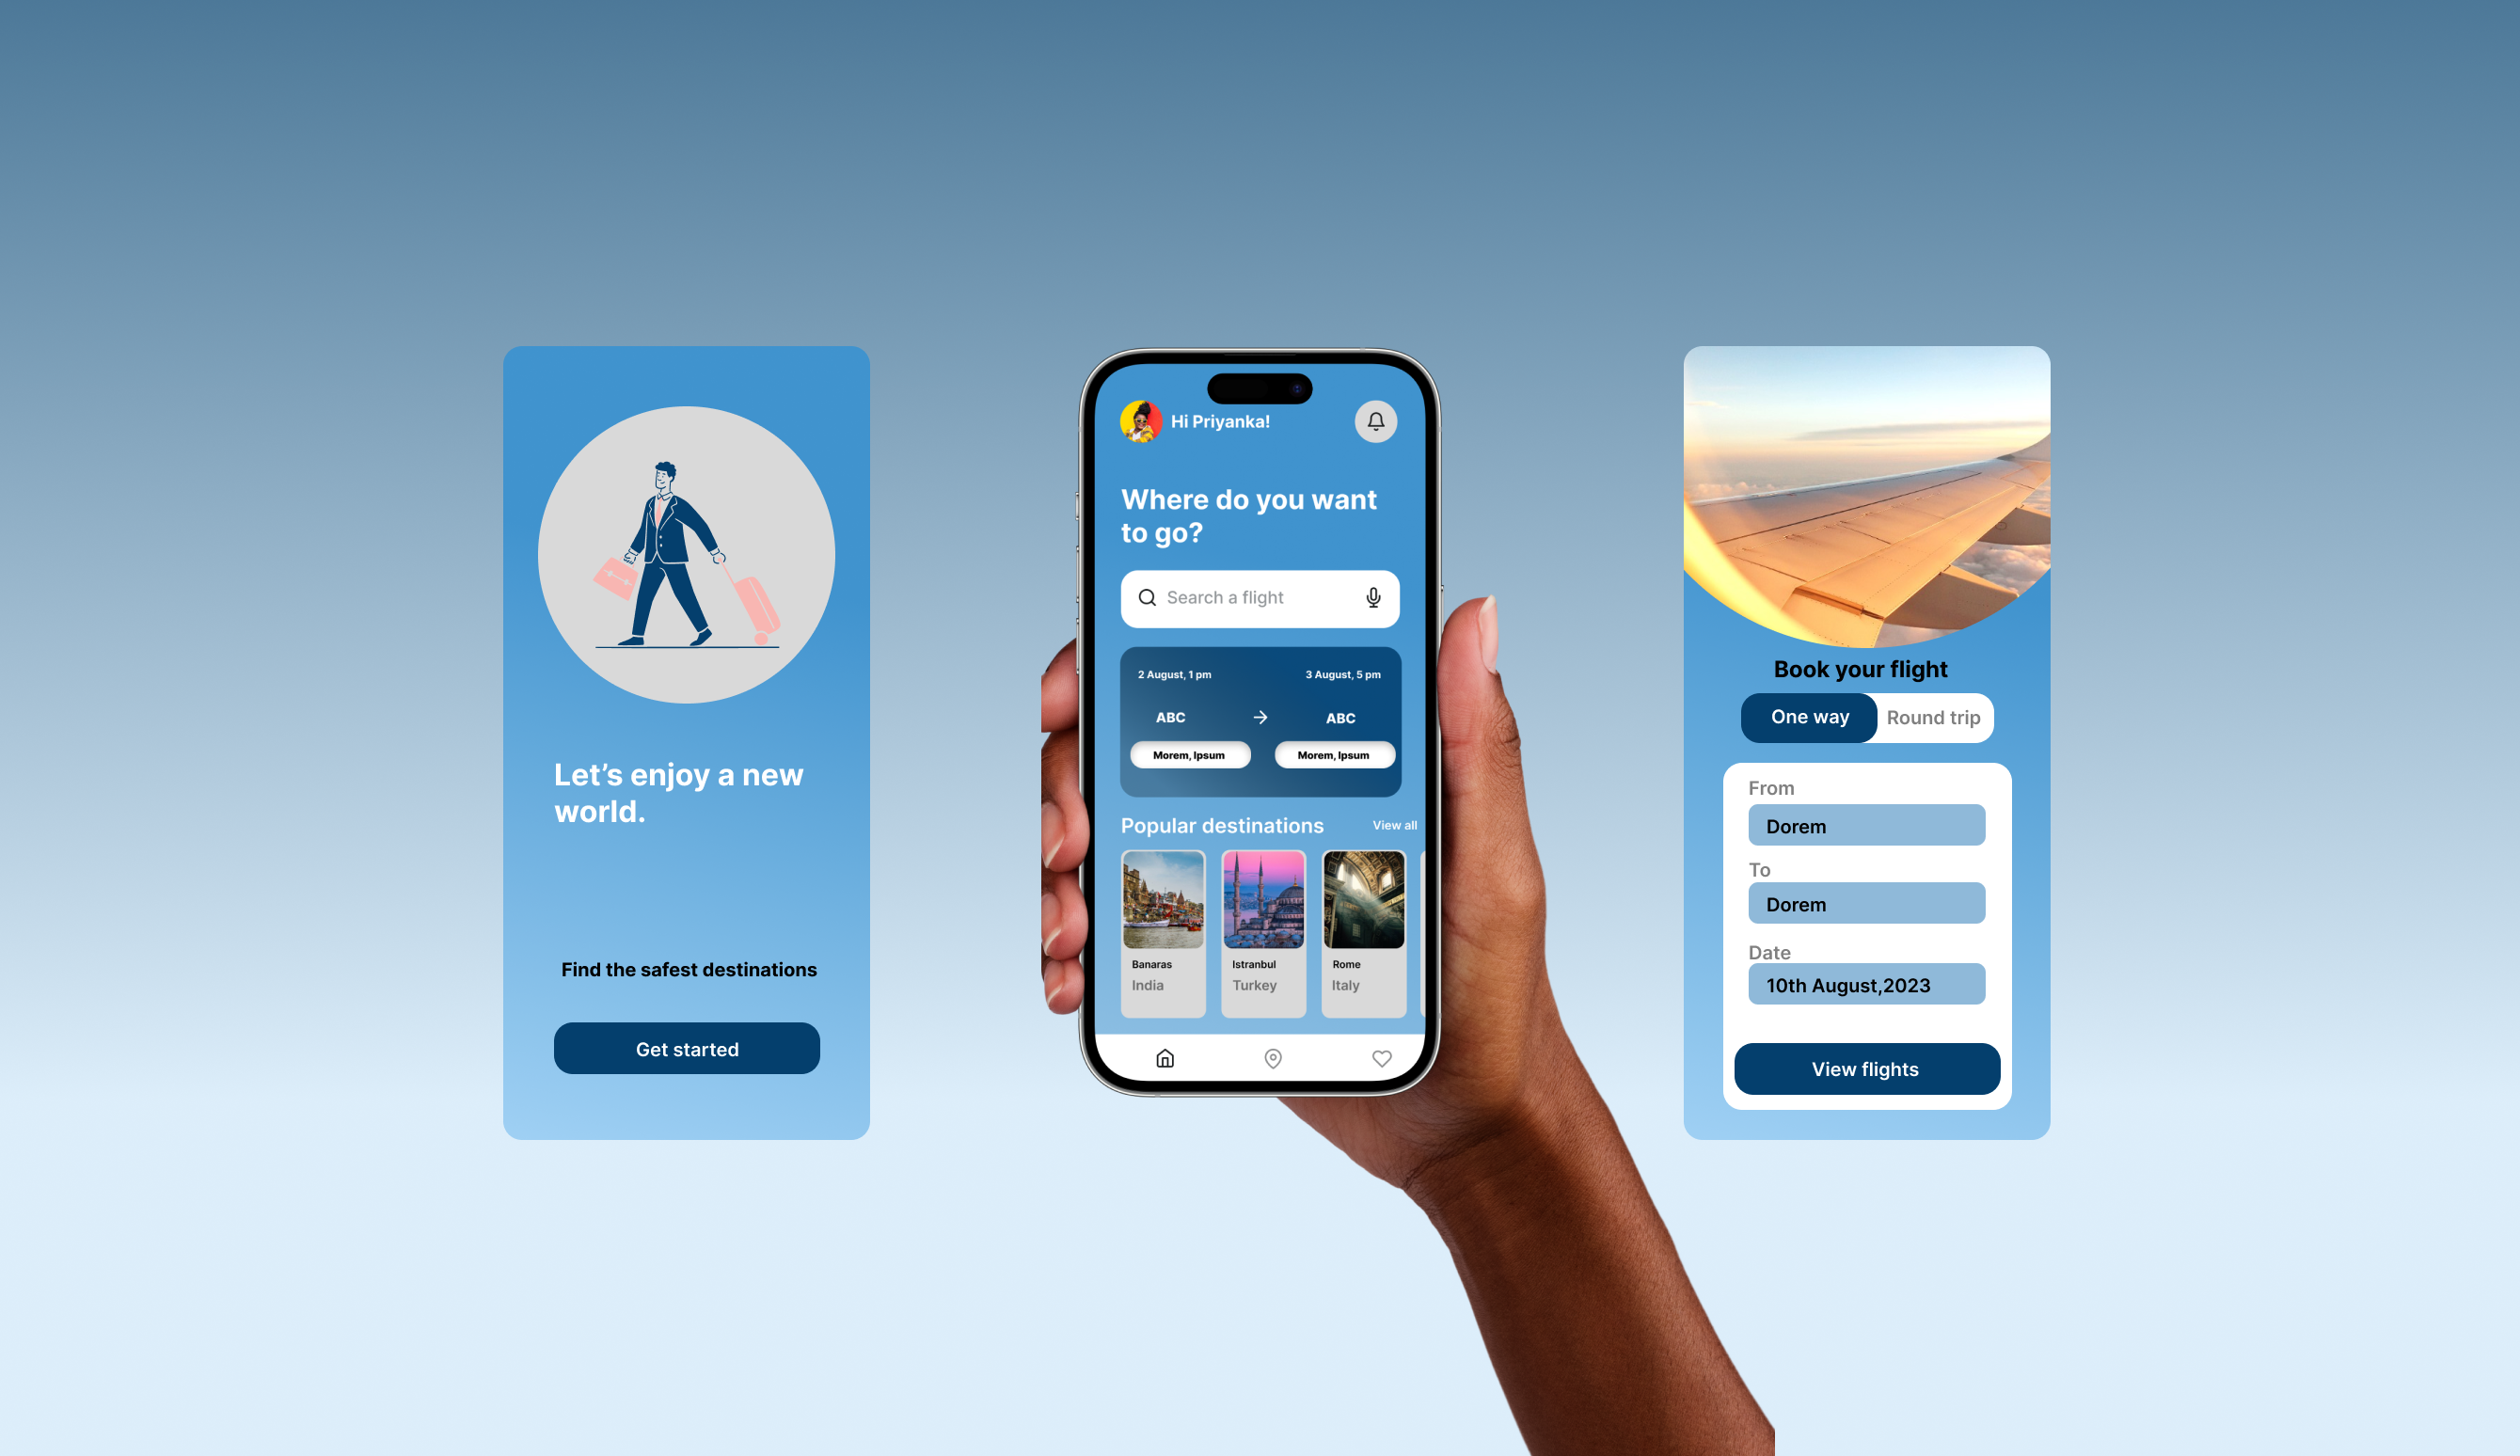 Let’s enjoy a new
world.
Find the safest destinations
Get started
Hi Priyanka!
Where do you want
to go?
Search a flight
2 August, 1 pm
3 August, 5 pm
ABC
ABC
Morem, Ipsum
Morem, Ipsum
Popular destinations
View all
Banaras
India
Istranbul
Turkey
Rome
Italy
Book your flight
One way
Round trip
From
Dorem
To
Dorem
Date
10th August,2023
View flights